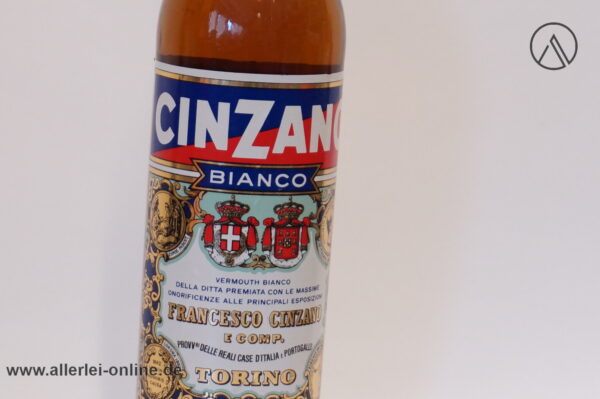 CINZANO
BIANCO
VERMOUTH BIANCO
DELLA DITTA PREMIATA CON LE MASSIME
ONORIFICENZE ALLE PRINCIPALI ESPOSIZIONI
FRANCESCO CINZANO
E COMP.
PROVV.RI DELLE REALI CASE D'ITALIA E PORTOGALLO
TORINO
www.allerlei-online.de